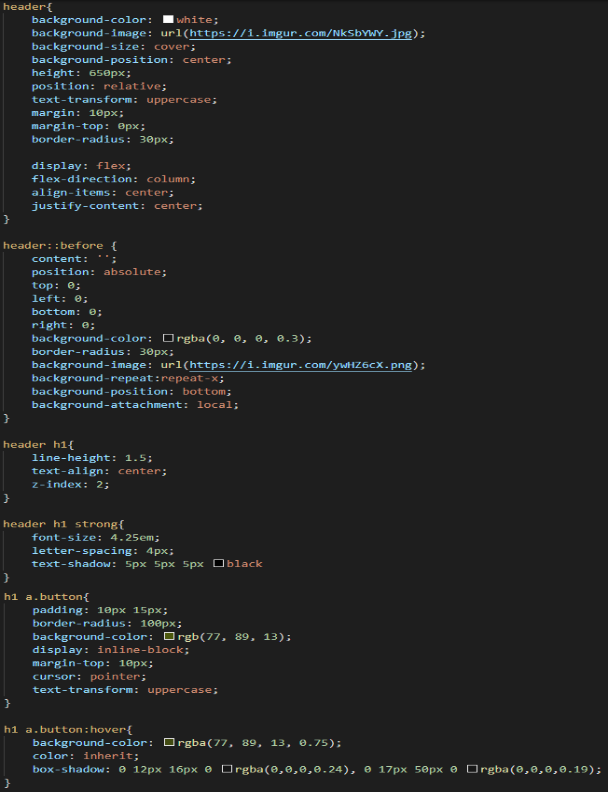 header{
background-color: white;
background-image: url(https://i.imgur.com/NkSbYWY.jpg);
background-size: cover;
background-position: center;
height: 650px;
position: relative;
text-transform: uppercase;
margin: 10px;
margin-top: 0px;
border-radius: 30px;
display: flex;
flex-direction: column;
align-items: center;
justify-content: center;
}
header::before {
content: '';
position: absolute;
top: 0;
left: 0;
bottom: 0;
right: 0;
background-color: rgba(0, 0, 0, 0.3);
border-radius: 30px;
background-image: url(https://i.imgur.com/ywHZ6cX.png);
background-repeat:repeat-x;
background-position: bottom;
background-attachment: local;
}
header h1{
line-height: 1.5;
text-align: center;
z-index: 2;
}
header h1 strong{
font-size: 4.25em;
letter-spacing: 4px;
text-shadow: 5px 5px 5px black
}
h1 a.button{
padding: 10px 15px;
border-radius: 100px;
background-color: rgb(77, 89, 13);
display: inline-block;
margin-top: 10px;
cursor: pointer;
text-transform: uppercase;
}
h1 a.button:hover{
background-color: rgba(77, 89, 13, 0.75);
color: inherit;
box-shadow: 0 12px 16px 0 rgba(0,0,0,0.24), 0 17px 50px 0 rgba(0,0,0,0.19);
}